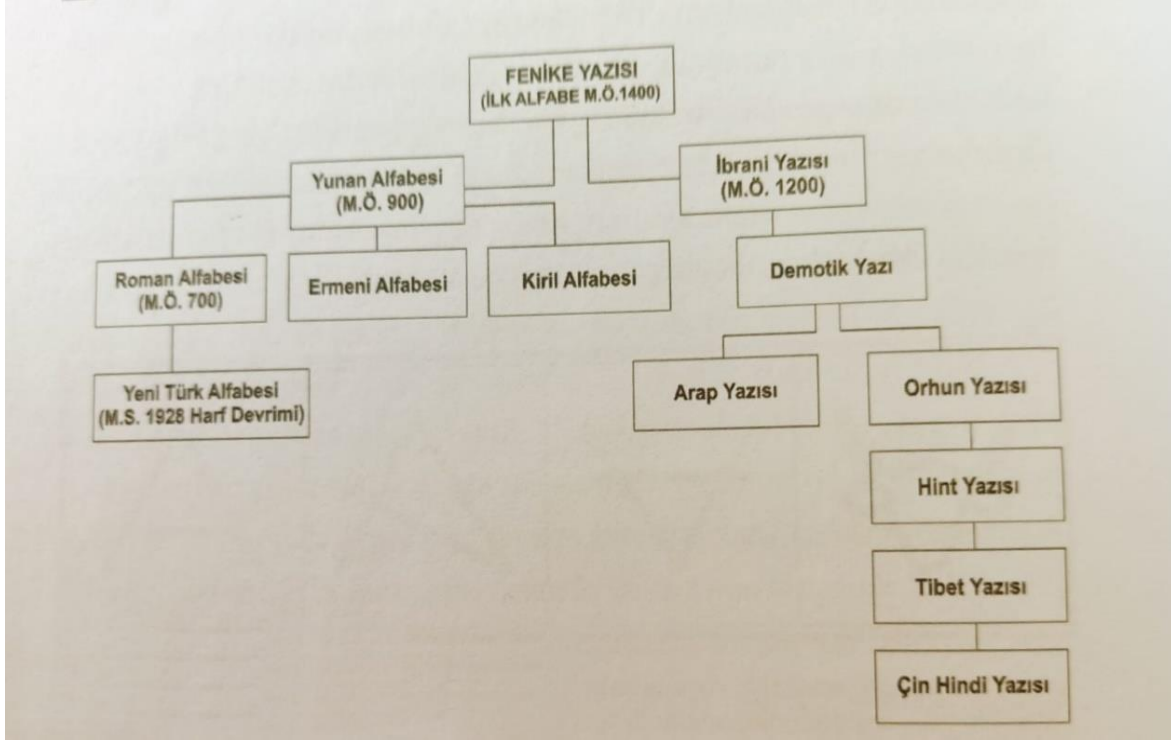 FENİKE YAZISI
(İLK ALFABE M.Ö.1400)
Yunan Alfabesi
(M.Ö. 900)
İbrani Yazısı
(M.Ö. 1200)
Roman Alfabesi
(M.Ö. 700)
Ermeni Alfabesi
Kiril Alfabesi
Demotik Yazı
Yeni Türk Alfabesi
(M.S. 1928 Harf Devrimi)
Arap Yazısı
Orhun Yazısı
Hint Yazısı
Tibet Yazısı
Çin Hindi Yazısı